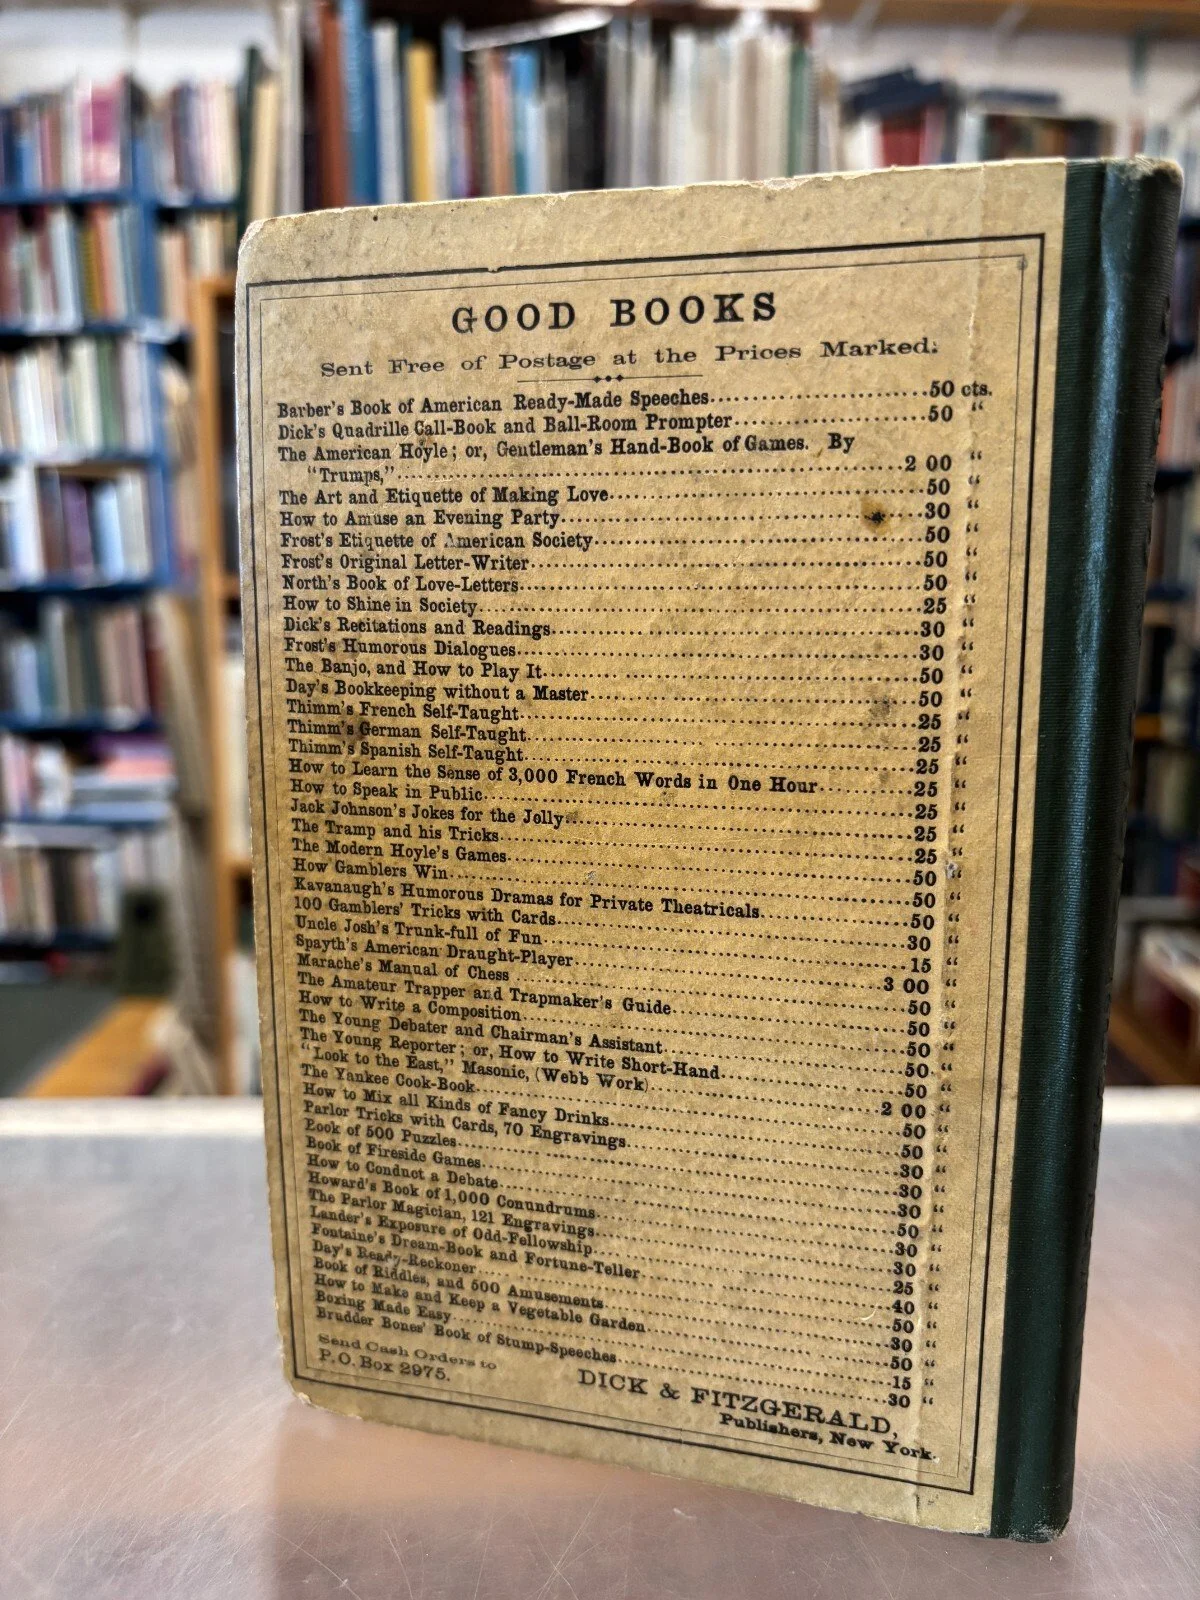 GOOD BOOKS
Sent Free of Postage at the Prices Marked.
Barber's Book of American Ready-Made Speeches 50 cts.
Dick's Quadrille Call-Book and Ball-Room Prompter 50 "
The American Hoyle; or, Gentleman's Hand-Book of Games. By
"Trumps," 2 00 "
The Art and Etiquette of Making Love 50 "
How to Amuse an Evening Party 30 "
Frost's Etiquette of American Society 50 "
Frost's Original Letter-Writer 50 "
North's Book of Love-Letters 50 "
How to Shine in Society 25 "
Dick's Recitations and Readings 30 "
Frost's Humorous Dialogues 30 "
The Banjo, and How to Play It 50 "
Day's Bookkeeping without a Master 50 "
Thimm's French Self-Taught 25 "
Thimm's German Self-Taught 25 "
Thimm's Spanish Self-Taught 25 "
How to Learn the Sense of 3,000 French Words in One Hour 25 "
How to Speak in Public 25 "
Jack Johnson's Jokes for the Jolly 25 "
The Tramp and his Tricks 25 "
The Modern Hoyle's Games 50 "
How Gamblers Win 50 "
Kavanaugh's Humorous Dramas for Private Theatricals 50 "
100 Gamblers' Tricks with Cards 30 "
Uncle Josh's Trunk-full of Fun 15 "
Spayth's American Draught-Player 3 00 "
Marache's Manual of Chess 50 "
The Amateur Trapper and Trapmaker's Guide 50 "
How to Write a Composition 50 "
The Young Debater and Chairman's Assistant 50 "
The Young Reporter; or, How to Write Short-Hand 50 "
"Look to the East," Masonic, (Webb Work) 2 00 "
The Yankee Cook-Book 50 "
How to Mix all Kinds of Fancy Drinks 50 "
Parlor Tricks with Cards, 70 Engravings 30 "
Book of 500 Puzzles 30 "
Book of Fireside Games 30 "
How to Conduct a Debate 50 "
Howard's Book of 1,000 Conundrums 30 "
The Parlor Magician, 121 Engravings 30 "
Lander's Exposure of Odd-Fellowship 25 "
Fontaine's Dream-Book and Fortune-Teller 40 "
Day's Ready-Reckoner 50 "
Book of Riddles, and 500 Amusements 30 "
How to Make and Keep a Vegetable Garden 50 "
Boxing Made Easy 15 "
Brudder Bones' Book of Stump-Speeches 30 "
Send Cash Orders to
P.O. Box 2975.
DICK & FITZGERALD,
Publishers, New York.